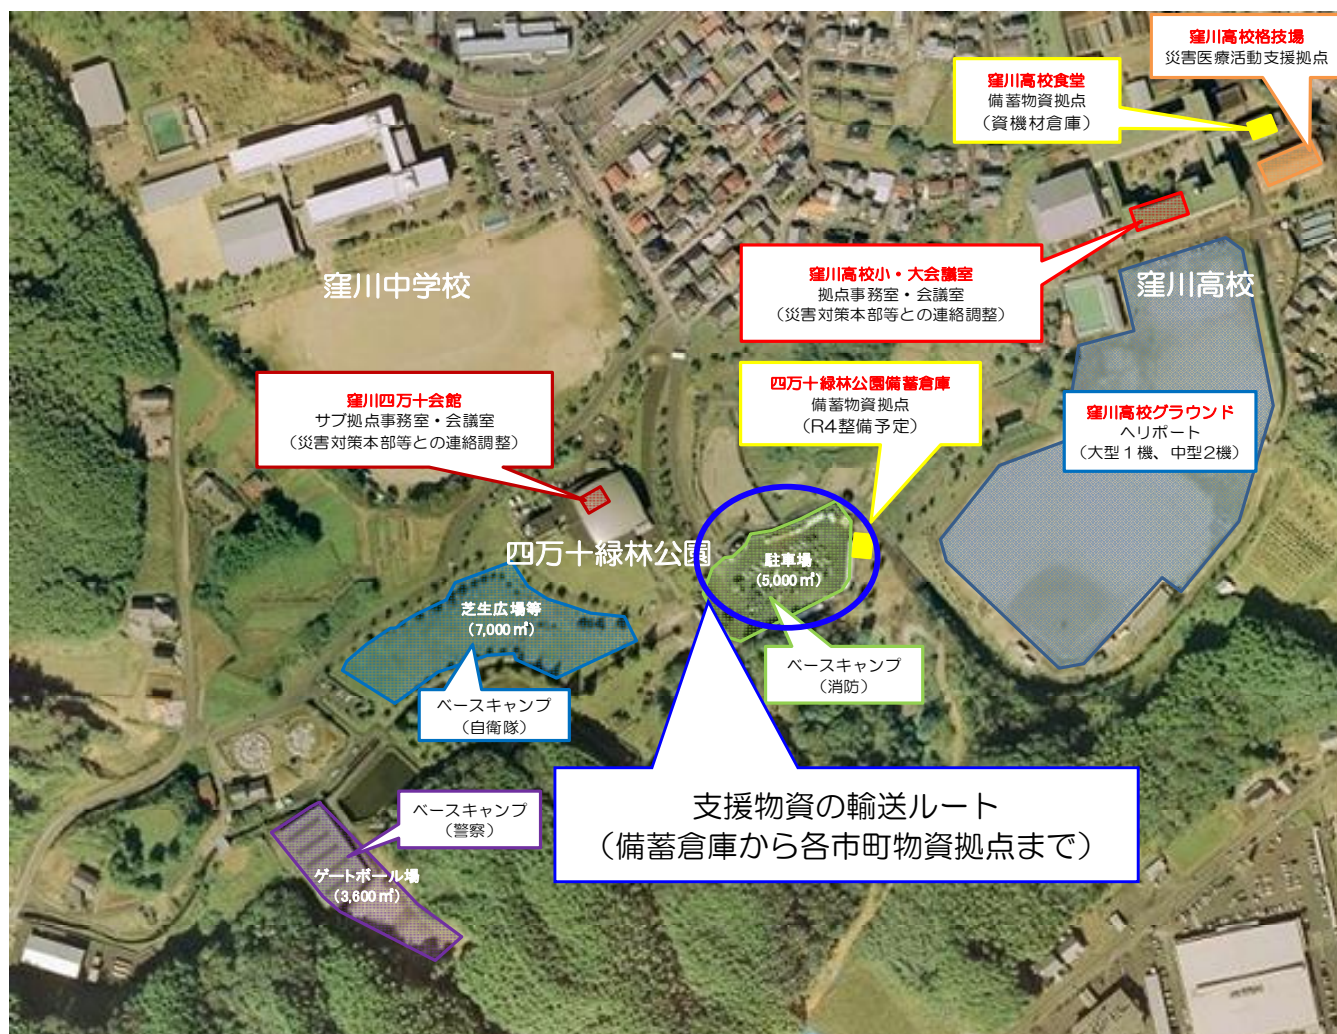 窪川高校格技場
災害医療活動支援拠点
窪川高校食堂
備蓄物資拠点
（資機材倉庫）
窪川中学校
窪川高校小・大会議室
拠点事務室・会議室
（災害対策本部等との連絡調整）
窪川高校
窪川四万十会館
サブ拠点事務室・会議室
（災害対策本部等との連絡調整）
四万十緑林公園備蓄倉庫
備蓄物資拠点
（R4整備予定）
窪川高校グラウンド
ヘリポート
（大型１機、中型2機）
四万十緑林公園
駐車場
（5,000㎡）
芝生広場等
（7,000㎡）
ベースキャンプ
（消防）
ベースキャンプ
（自衛隊）
支援物資の輸送ルート
（備蓄倉庫から各市町物資拠点まで）
ベースキャンプ
（警察）
ゲートボール場
（3,600㎡）